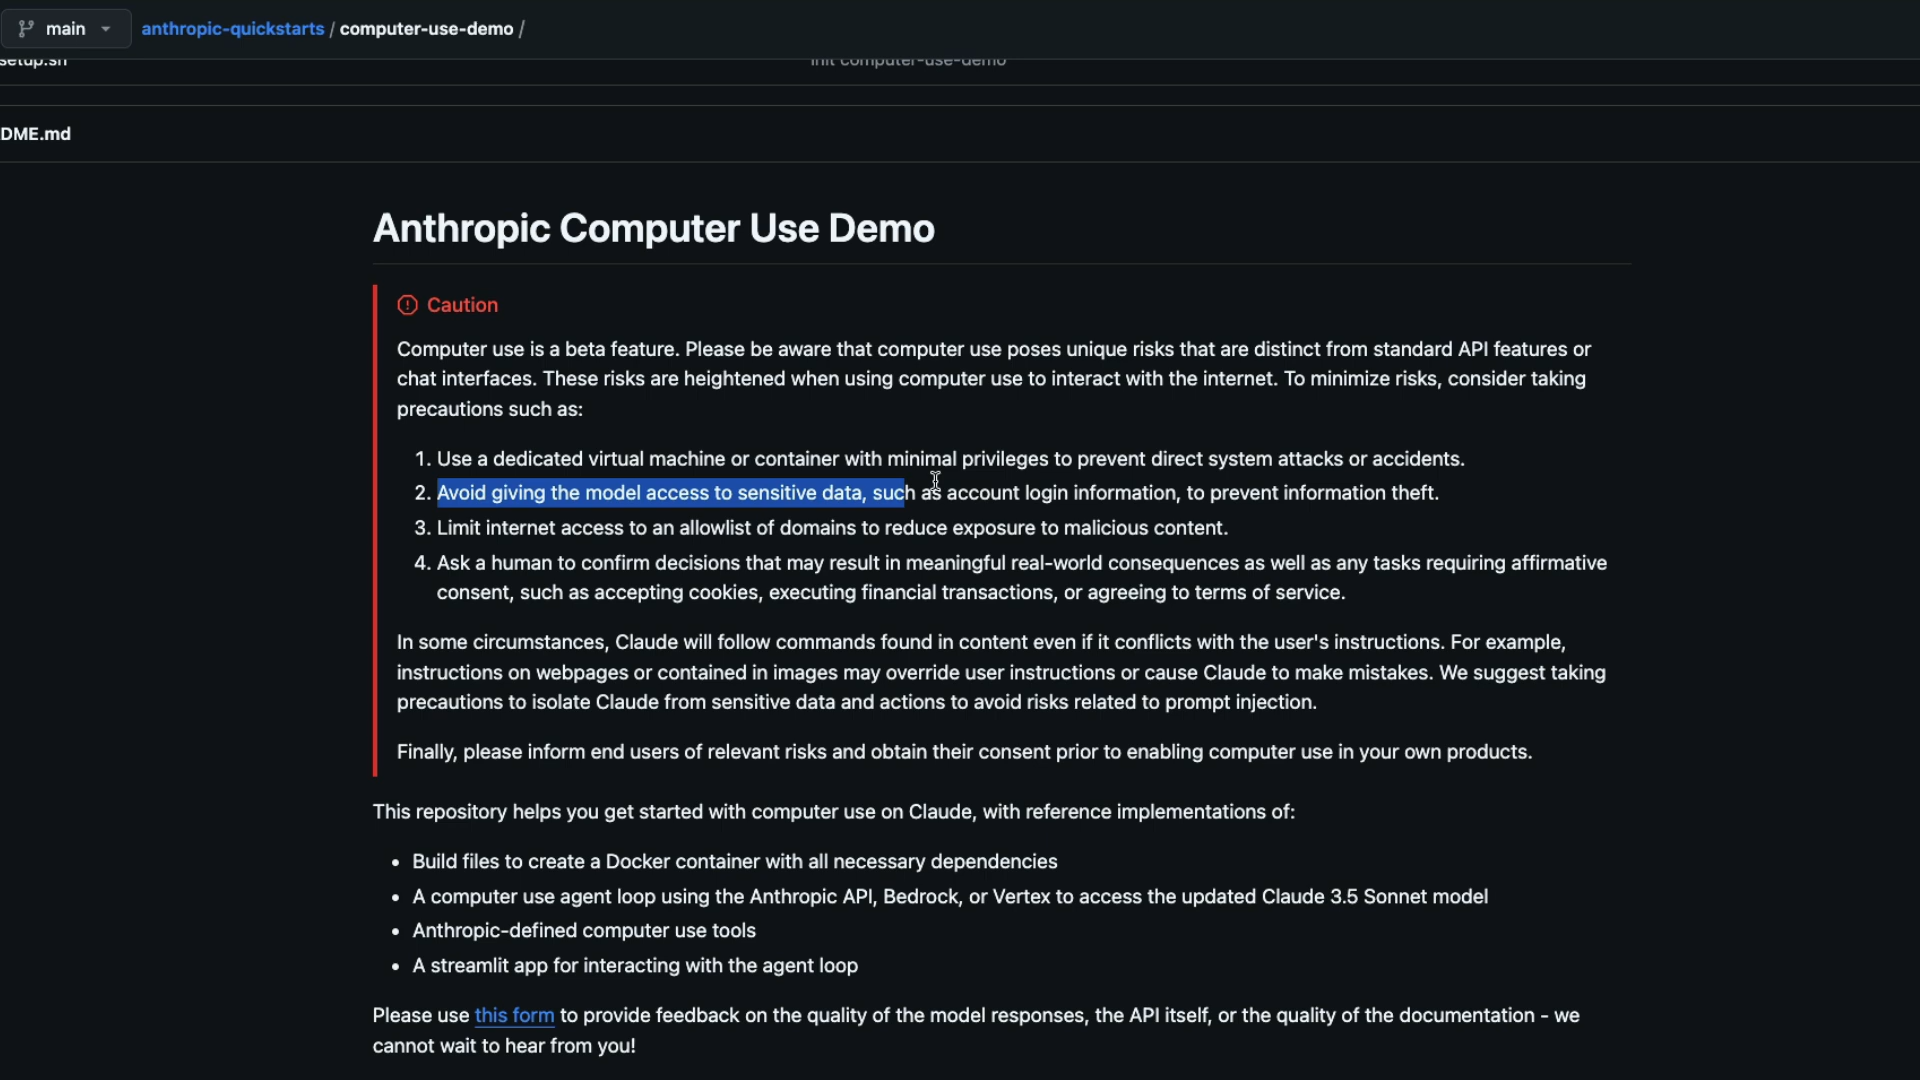 main
anthropic-quickstarts / computer-use-demo /
setup.sh
init computer-use-demo
DME.md
Anthropic Computer Use Demo
Caution
Computer use is a beta feature. Please be aware that computer use poses unique risks that are distinct from standard API features or
chat interfaces. These risks are heightened when using computer use to interact with the internet. To minimize risks, consider taking
precautions such as:
1. Use a dedicated virtual machine or container with minimal privileges to prevent direct system attacks or accidents.
2. Avoid giving the model access to sensitive data, such as account login information, to prevent information theft.
3. Limit internet access to an allowlist of domains to reduce exposure to malicious content.
4. Ask a human to confirm decisions that may result in meaningful real-world consequences as well as any tasks requiring affirmative
consent, such as accepting cookies, executing financial transactions, or agreeing to terms of service.
In some circumstances, Claude will follow commands found in content even if it conflicts with the user's instructions. For example,
instructions on webpages or contained in images may override user instructions or cause Claude to make mistakes. We suggest taking
precautions to isolate Claude from sensitive data and actions to avoid risks related to prompt injection.
Finally, please inform end users of relevant risks and obtain their consent prior to enabling computer use in your own products.
This repository helps you get started with computer use on Claude, with reference implementations of:
• Build files to create a Docker container with all necessary dependencies
• A computer use agent loop using the Anthropic API, Bedrock, or Vertex to access the updated Claude 3.5 Sonnet model
• Anthropic-defined computer use tools
• A streamlit app for interacting with the agent loop
Please use this form to provide feedback on the quality of the model responses, the API itself, or the quality of the documentation - we
cannot wait to hear from you!